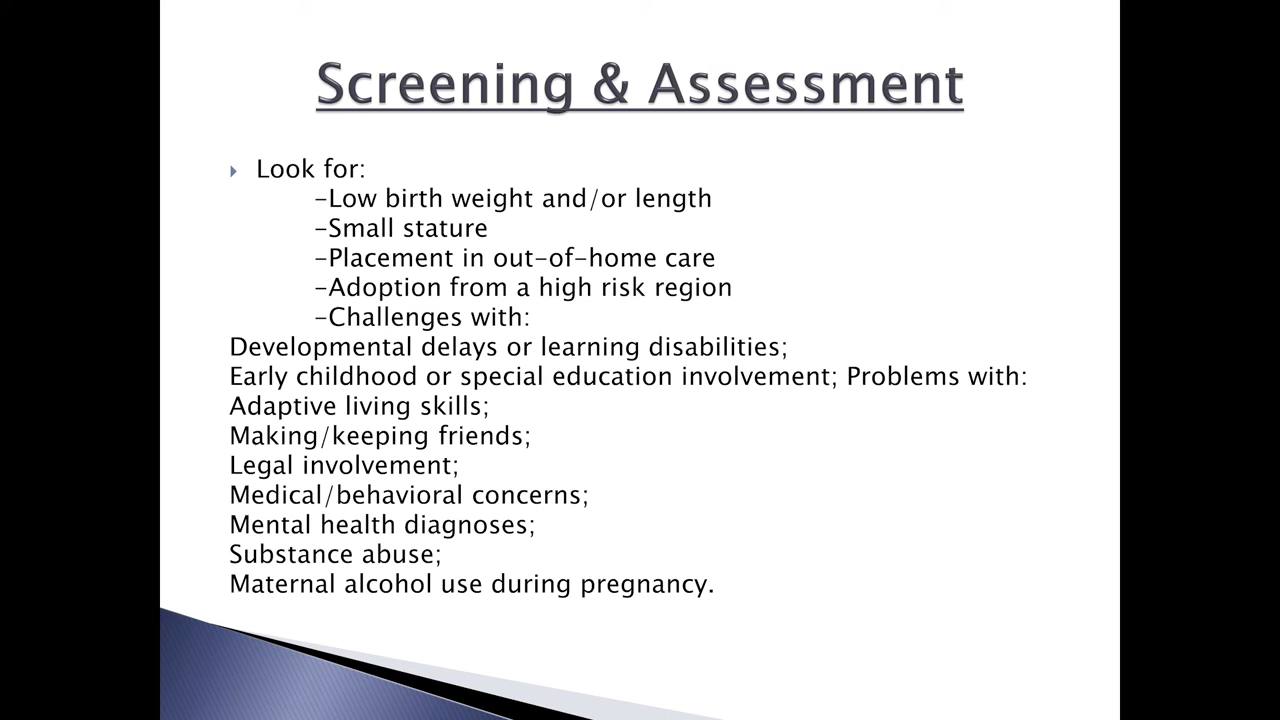 Screening & Assessment
Look for:
-Low birth weight and/or length
-Small stature
-Placement in out-of-home care
-Adoption from a high risk region
-Challenges with:
Developmental delays or learning disabilities;
Early childhood or special education involvement; Problems with:
Adaptive living skills;
Making/keeping friends;
Legal involvement;
Medical/behavioral concerns;
Mental health diagnoses;
Substance abuse;
Maternal alcohol use during pregnancy.